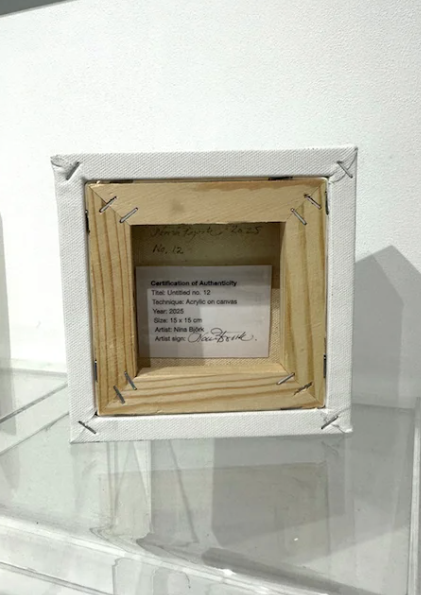 Nina Björk 2025
No. 12
Certification of Authenticity
Titel: Untitled no. 12
Technique: Acrylic on canvas
Year: 2025
Size: 15 x 15 cm
Artist: Nina Björk
Artist sign: